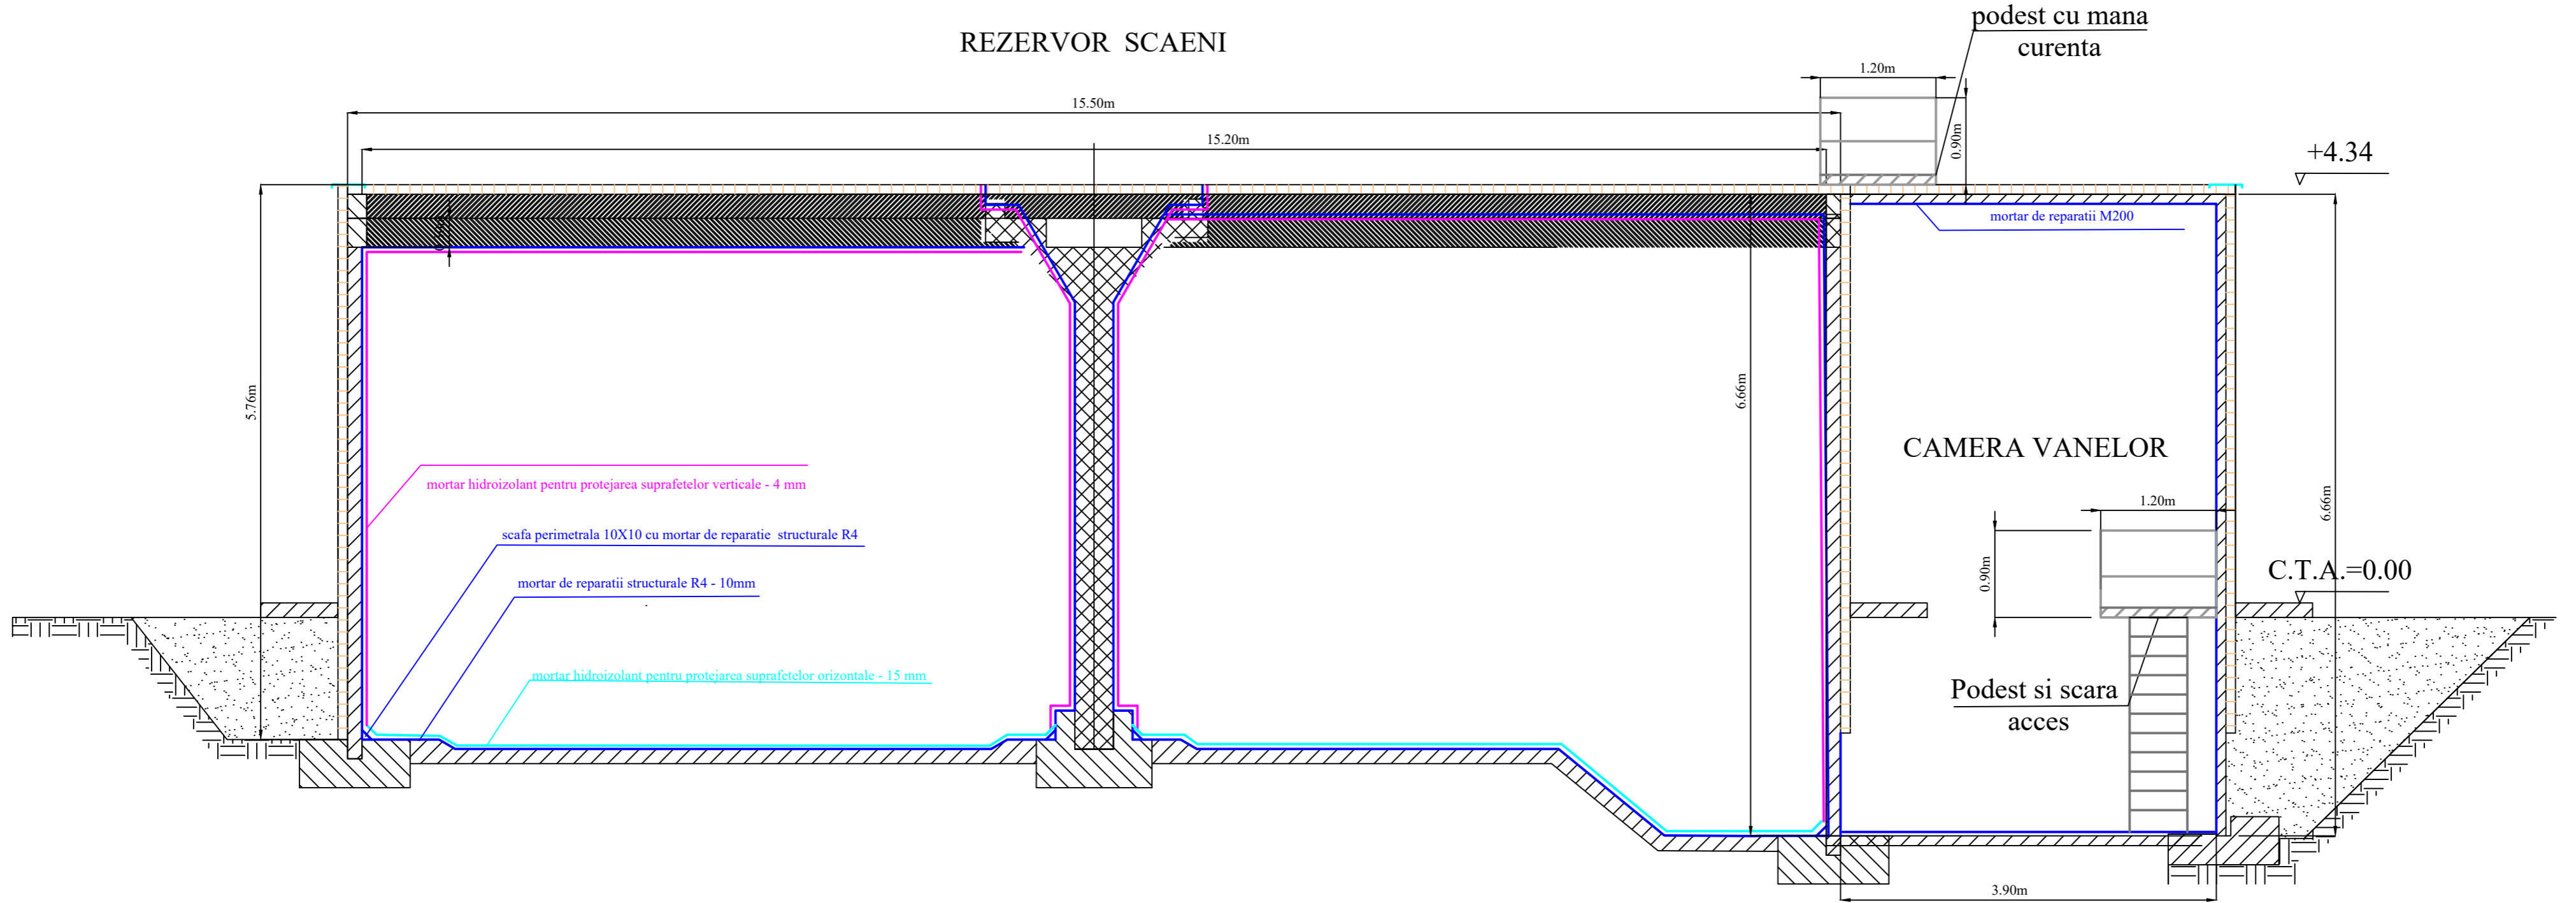 REZERVOR SCAENI
podest cu mana
curenta
1.20m
15.50m
0.90m
15.20m
+4.34
mortar de reparatii M200
5.76m
6.66m
CAMERA VANELOR
mortar hidroizolant pentru protejarea suprafetelor verticale - 4 mm
1.20m
6.66m
scafa perimetrala 10X10 cu mortar de reparatie structurale R4
0.90m
C.T.A.=0.00
mortar de reparatii structurale R4 - 10mm
mortar hidroizolant pentru protejarea suprafetelor orizontale - 15 mm
Podest si scara
acces
3.90m